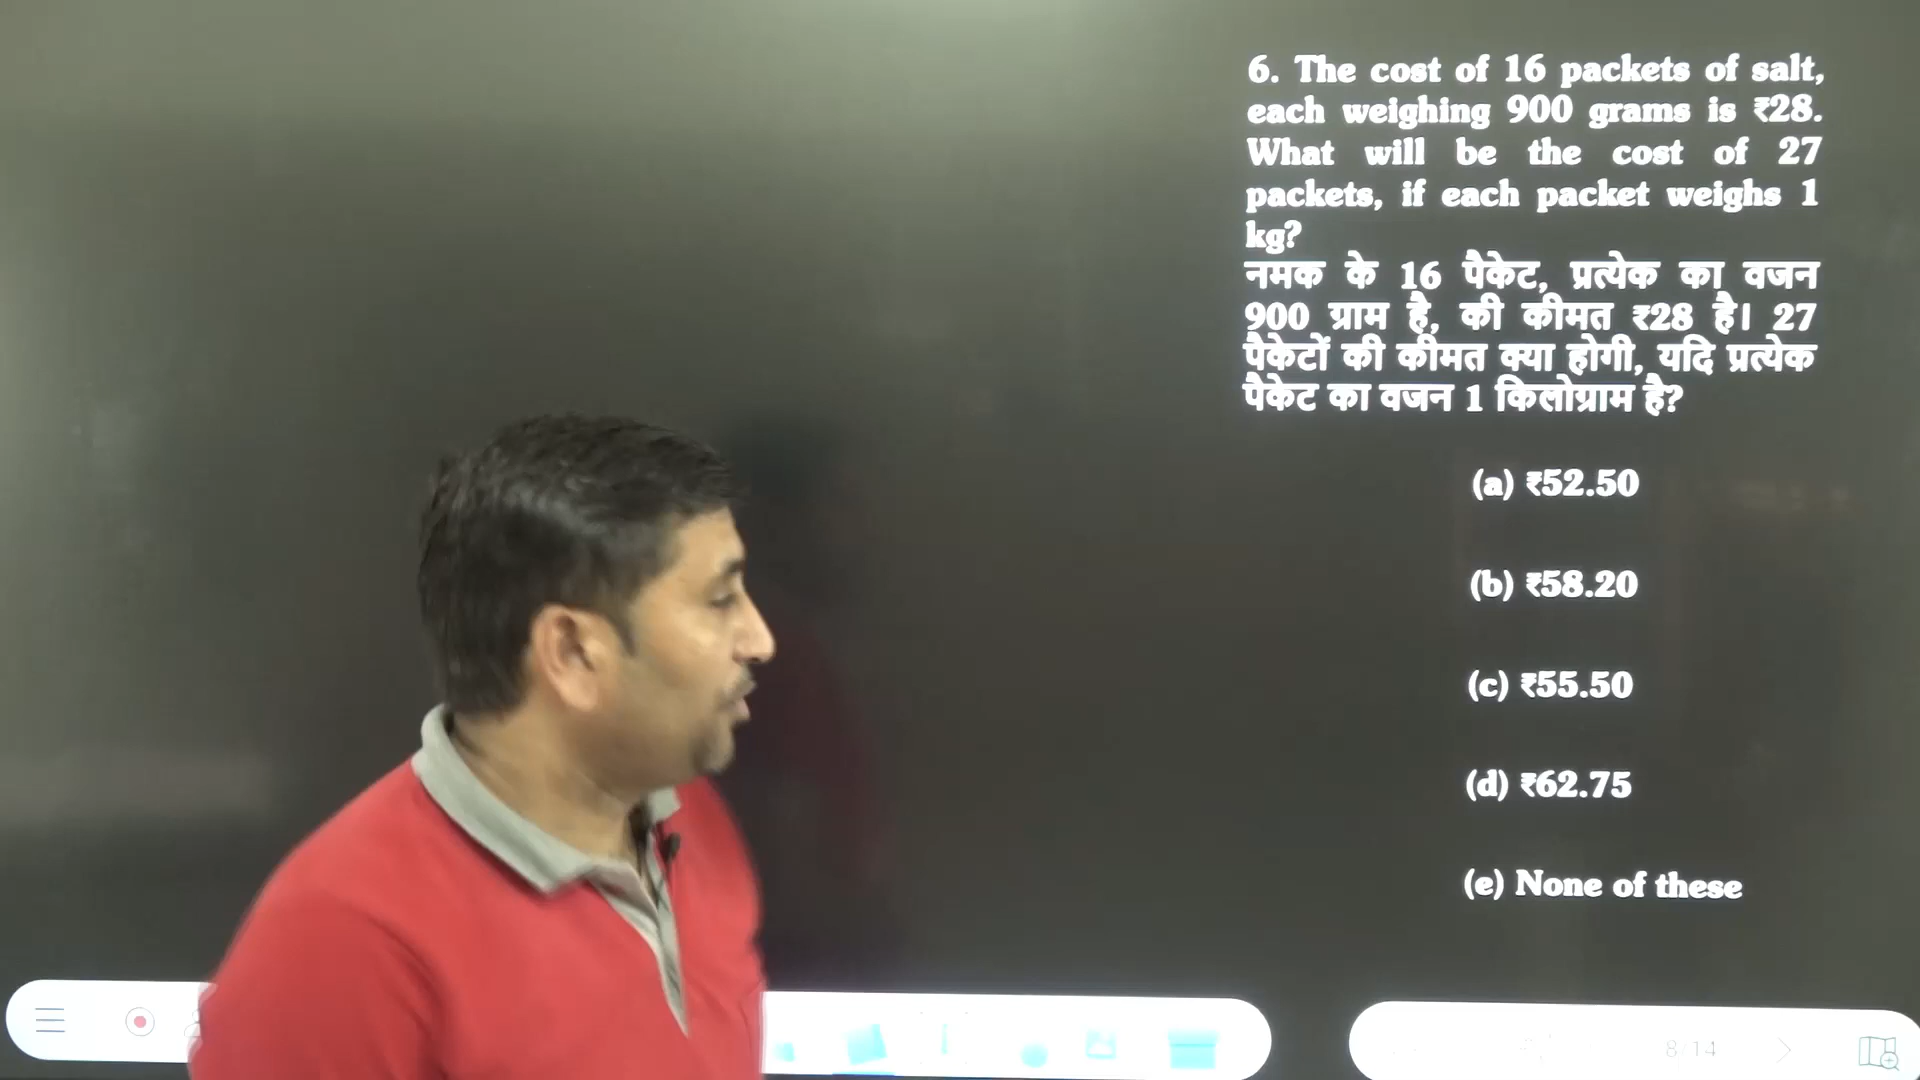 6. The cost of 16 packets of salt,
each weighing 900 grams is ₹28.
What will be the cost of 27
packets, if each packet weighs 1
kg?
नमक के 16 पैकेट, प्रत्येक का वजन
900 ग्राम है, की कीमत ₹28 है। 27
पैकेटों की कीमत क्या होगी, यदि प्रत्येक
पैकेट का वजन 1 किलोग्राम है?
(a) ₹52.50
(b) ₹58.20
(c) ₹55.50
(d) ₹62.75
(e) None of these
8/14